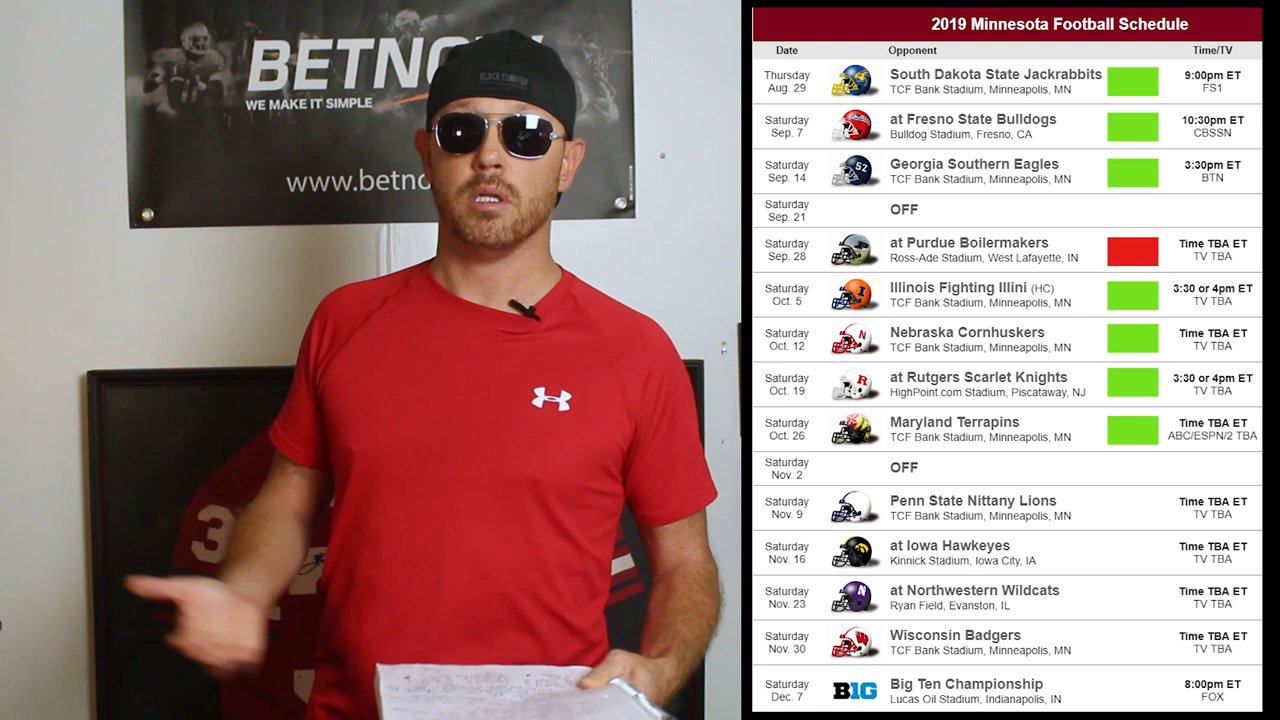 BETNOW
WE MAKE IT SIMPLE
www.betno
BLACK CLOVER
3
2019 Minnesota Football Schedule
Date Opponent Time/TV
Thursday South Dakota State Jackrabbits 9:00pm ET
Aug. 29 TCF Bank Stadium, Minneapolis, MN FS1
Saturday at Fresno State Bulldogs 10:30pm ET
Sep. 7 Bulldog Stadium, Fresno, CA CBSSN
Saturday Georgia Southern Eagles 3:30pm ET
Sep. 14 TCF Bank Stadium, Minneapolis, MN BTN
52
Saturday
Sep. 21 OFF
Saturday at Purdue Boilermakers Time TBA ET
Sep. 28 Ross-Ade Stadium, West Lafayette, IN TV TBA
Saturday Illinois Fighting Illini (HC) 3:30 or 4pm ET
Oct. 5 I TCF Bank Stadium, Minneapolis, MN TV TBA
Saturday N Nebraska Cornhuskers Time TBA ET
Oct. 12 TCF Bank Stadium, Minneapolis, MN TV TBA
Saturday R at Rutgers Scarlet Knights 3:30 or 4pm ET
Oct. 19 HighPoint.com Stadium, Piscataway, NJ TV TBA
Saturday Maryland Terrapins Time TBA ET
Oct. 26 TCF Bank Stadium, Minneapolis, MN ABC/ESPN/2 TBA
Saturday
Nov. 2 OFF
Saturday Penn State Nittany Lions Time TBA ET
Nov. 9 TCF Bank Stadium, Minneapolis, MN TV TBA
Saturday at Iowa Hawkeyes Time TBA ET
Nov. 16 Kinnick Stadium, Iowa City, IA TV TBA
Saturday N at Northwestern Wildcats Time TBA ET
Nov. 23 Ryan Field, Evanston, IL TV TBA
Saturday W Wisconsin Badgers Time TBA ET
Nov. 30 TCF Bank Stadium, Minneapolis, MN TV TBA
Saturday B1G Big Ten Championship 8:00pm ET
Dec. 7 Lucas Oil Stadium, Indianapolis, IN FOX